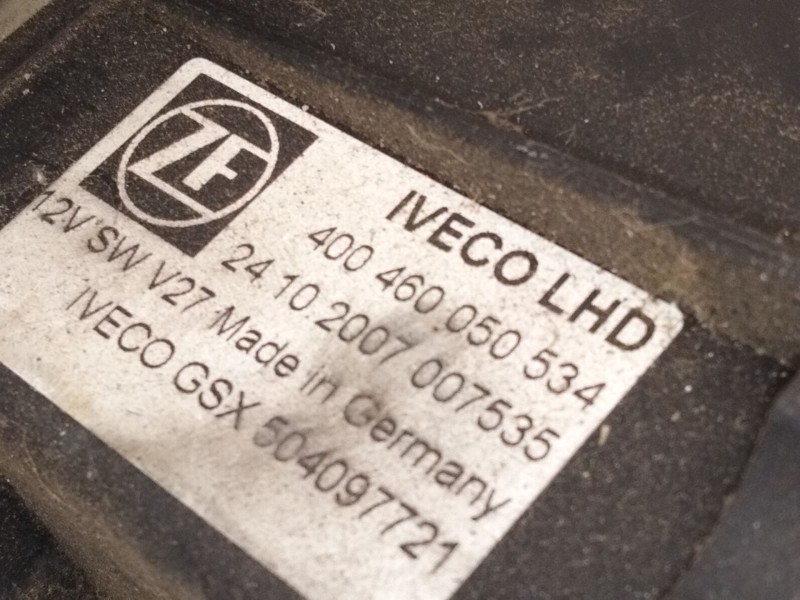 ZF
IVECO LHD
400 460 050 534
24.10.2007 007535
12V SW V27 Made in Germany
IVECO GSX 504097721